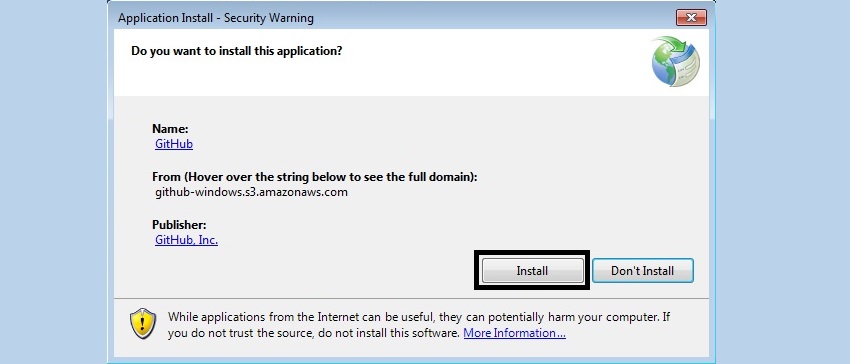 Application Install - Security Warning
Do you want to install this application?
Name:
GitHub
From (Hover over the string below to see the full domain):
github-windows.s3.amazonaws.com
Publisher:
GitHub, Inc.
Install
Don't Install
While applications from the Internet can be useful, they can potentially harm your computer. If
you do not trust the source, do not install this software. More Information...